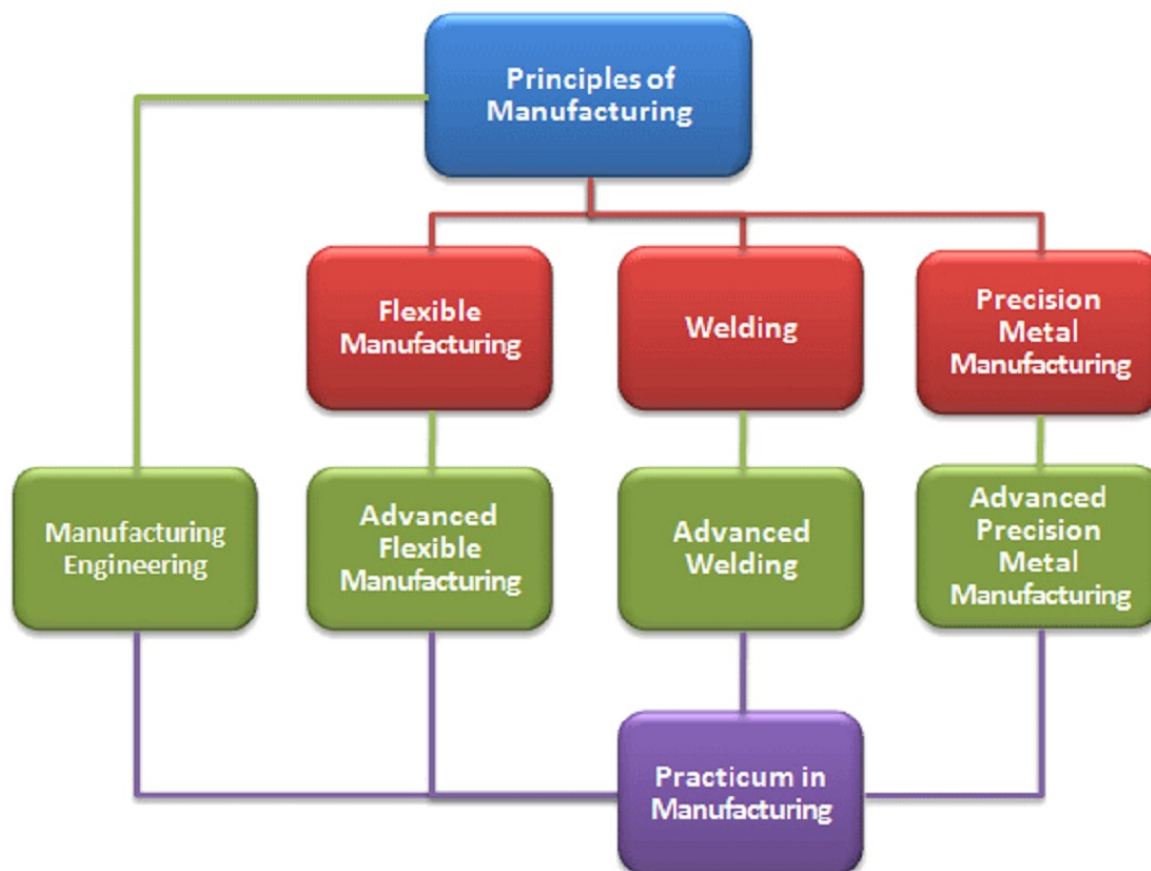 Principles of
Manufacturing
Flexible
Manufacturing
Welding
Precision
Metal
Manufacturing
Manufacturing
Engineering
Advanced
Flexible
Manufacturing
Advanced
Welding
Advanced
Precision
Metal
Manufacturing
Practicum in
Manufacturing